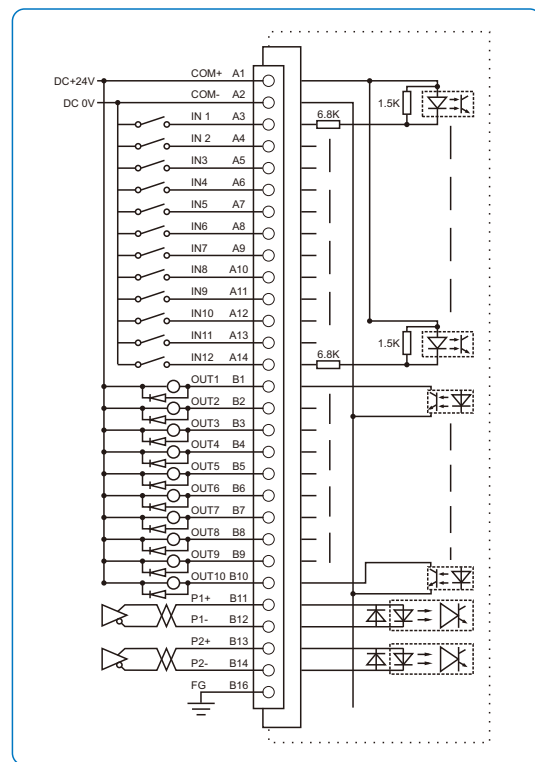 COM+ A1
DC+24V
COM- A2
DC 0V
IN 1 A3
6.8K
1.5K
IN 2 A4
IN3 A5
IN4 A6
IN5 A7
IN6 A8
IN7 A9
IN8 A10
IN9 A11
IN10 A12
IN11 A13
1.5K
IN12 A14
6.8K
OUT1 B1
OUT2 B2
OUT3 B3
OUT4 B4
OUT5 B5
OUT6 B6
OUT7 B7
OUT8 B8
OUT9 B9
OUT10 B10
P1+ B11
P1- B12
P2+ B13
P2- B14
FG B16